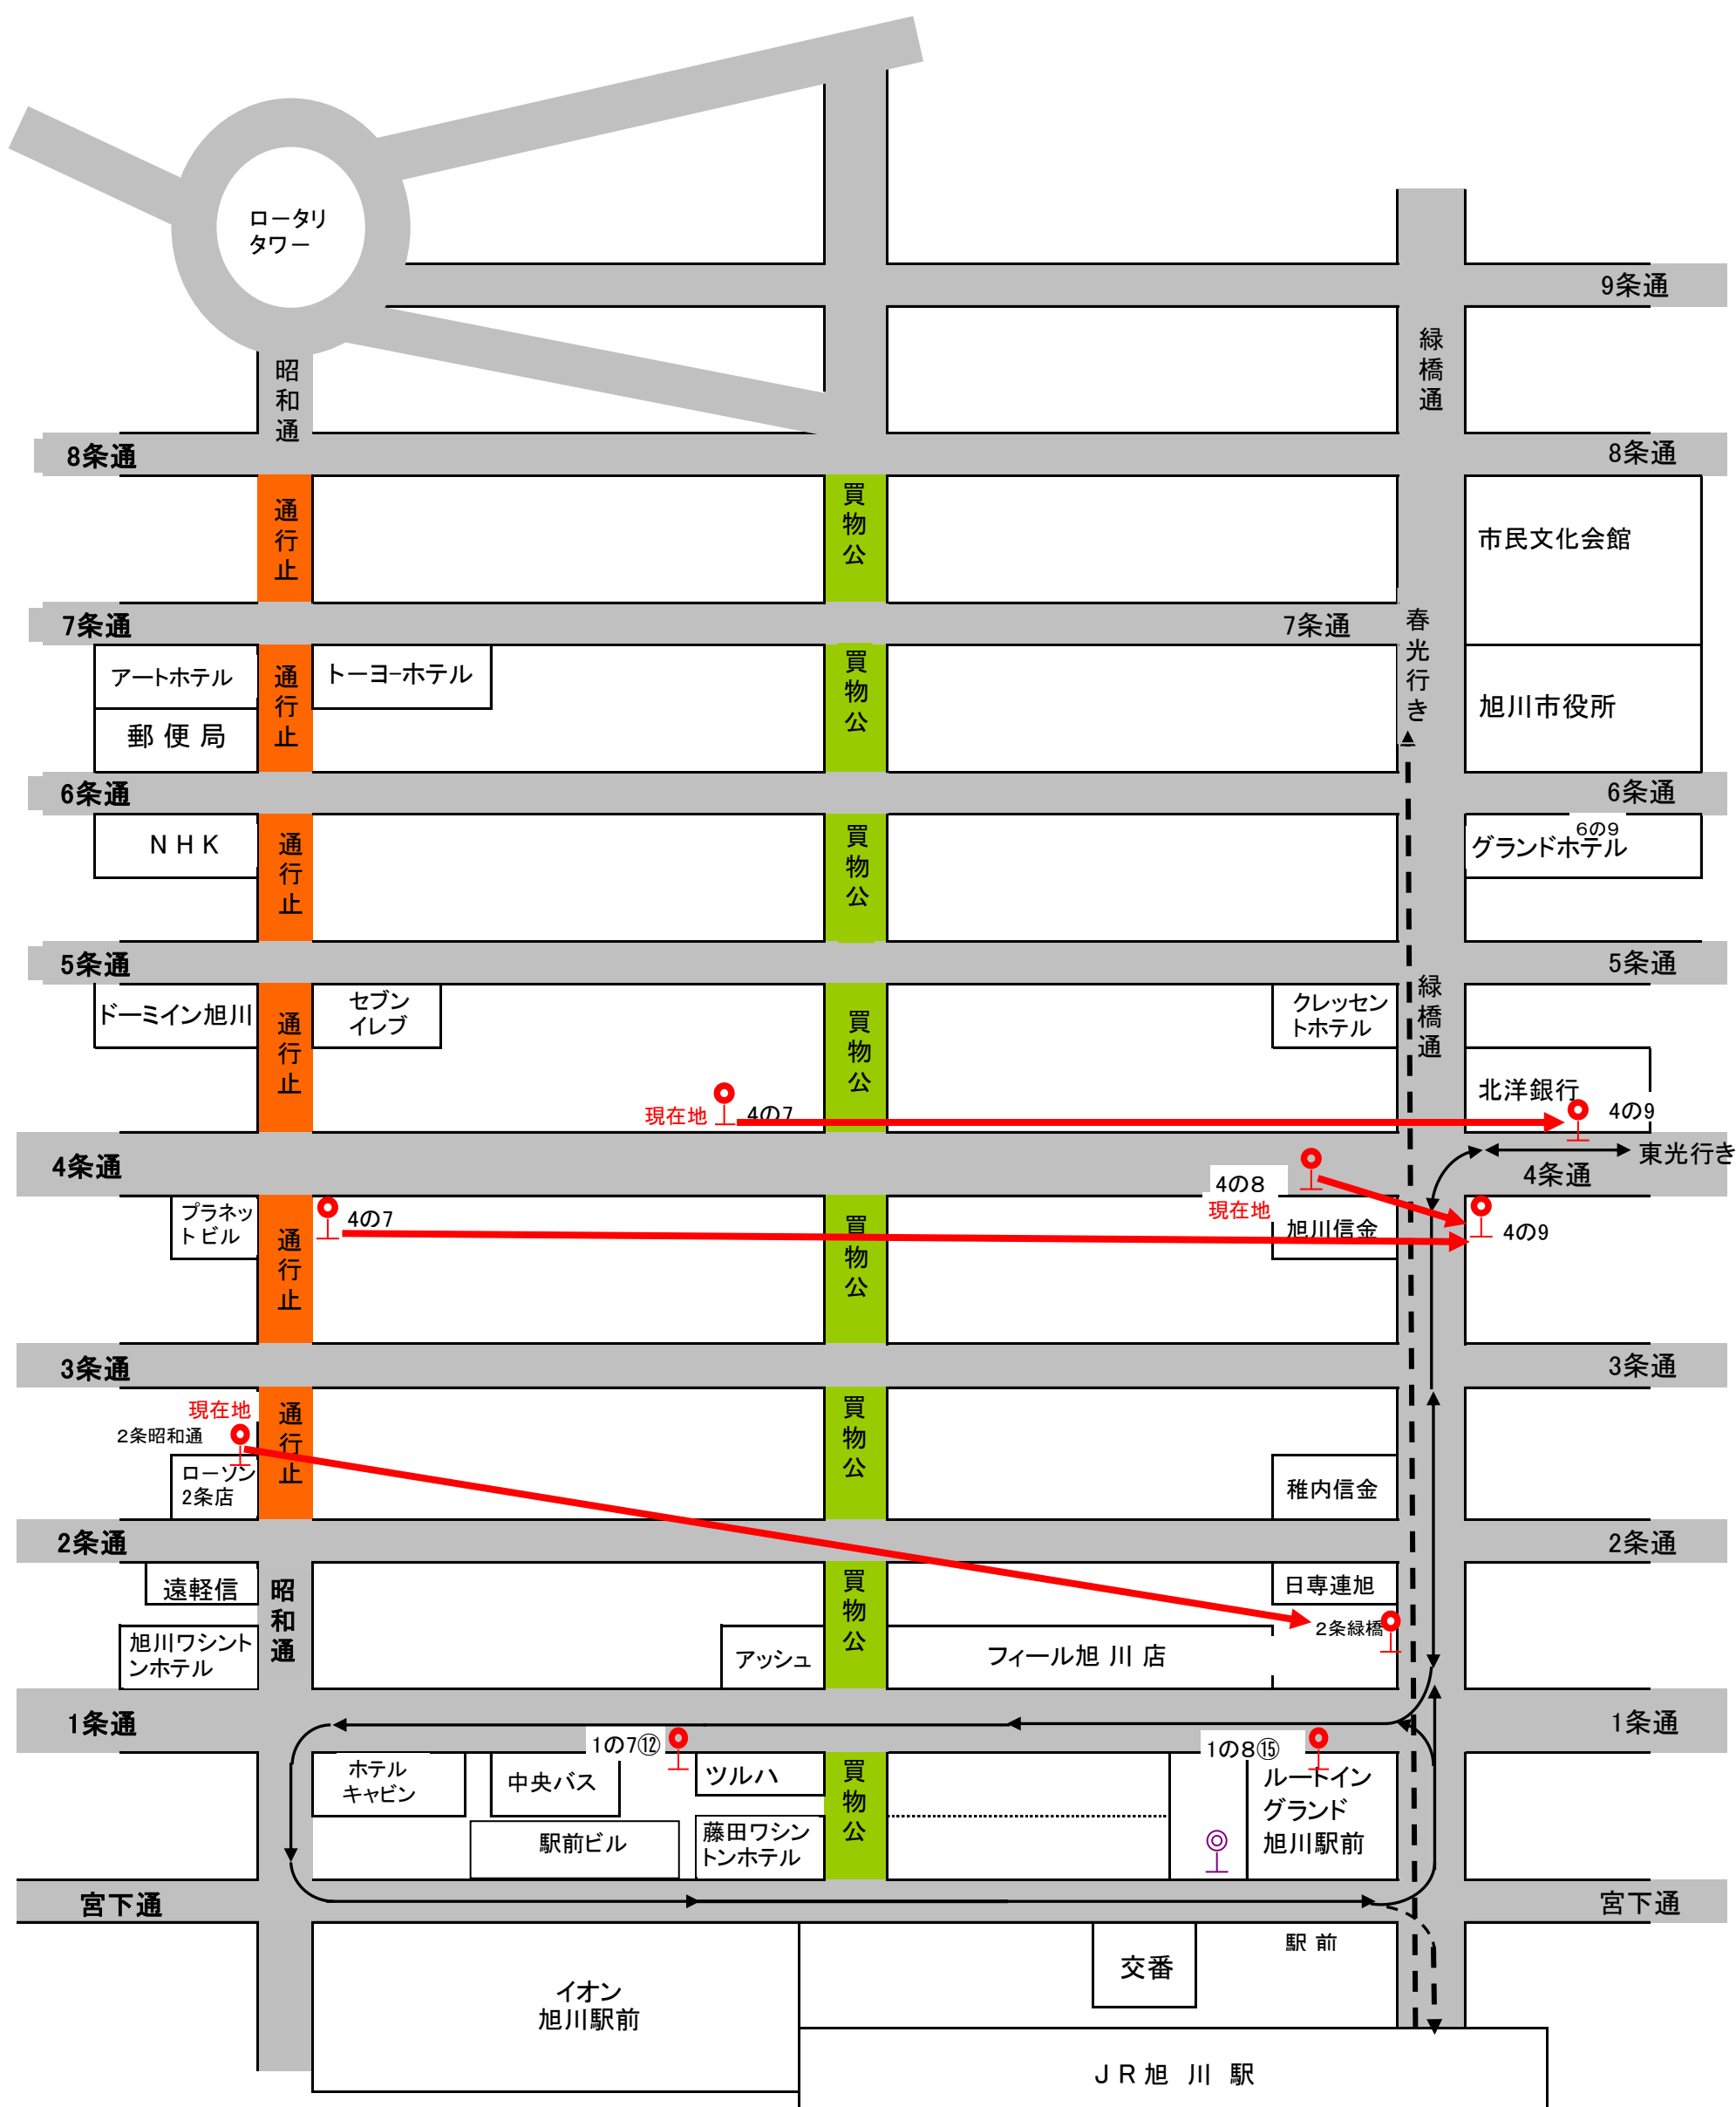 ロータリ
タワー
9条通
緑橋通
昭和通
8条通
8条通
通行止
買物公
市民文化会館
7条通
7条通
春光行き
アートホテル
通行止
トーヨーホテル
買物公
旭川市役所
郵便局
6条通
6条通
NHK
通行止
買物公
6の9
グランドホテル
5条通
5条通
ドーミイン旭川
通行止
セブン
イレブ
買物公
クレッセン
トホテル
緑橋通
北洋銀行
現在地
4の7
4の9
4条通
東光行き
4条通
4の8
現在地
プラネッ
トビル
通行止
4の7
買物公
旭川信金
4の9
3条通
3条通
現在地
2条昭和通
通行止
買物公
ローソン
2条店
稚内信金
2条通
2条通
遠軽信
昭和通
買物公
日専連旭
2条緑橋
旭川ワシント
ンホテル
アッシュ
フィール旭川店
1条通
1条通
1の7⑫
1の8⑮
ホテル
キャビン
中央バス
ツルハ
買物公
ルートイン
グランド
旭川駅前
駅前ビル
藤田ワシン
トンホテル
宮下通
宮下通
駅前
交番
イオン
旭川駅前
JR旭川駅